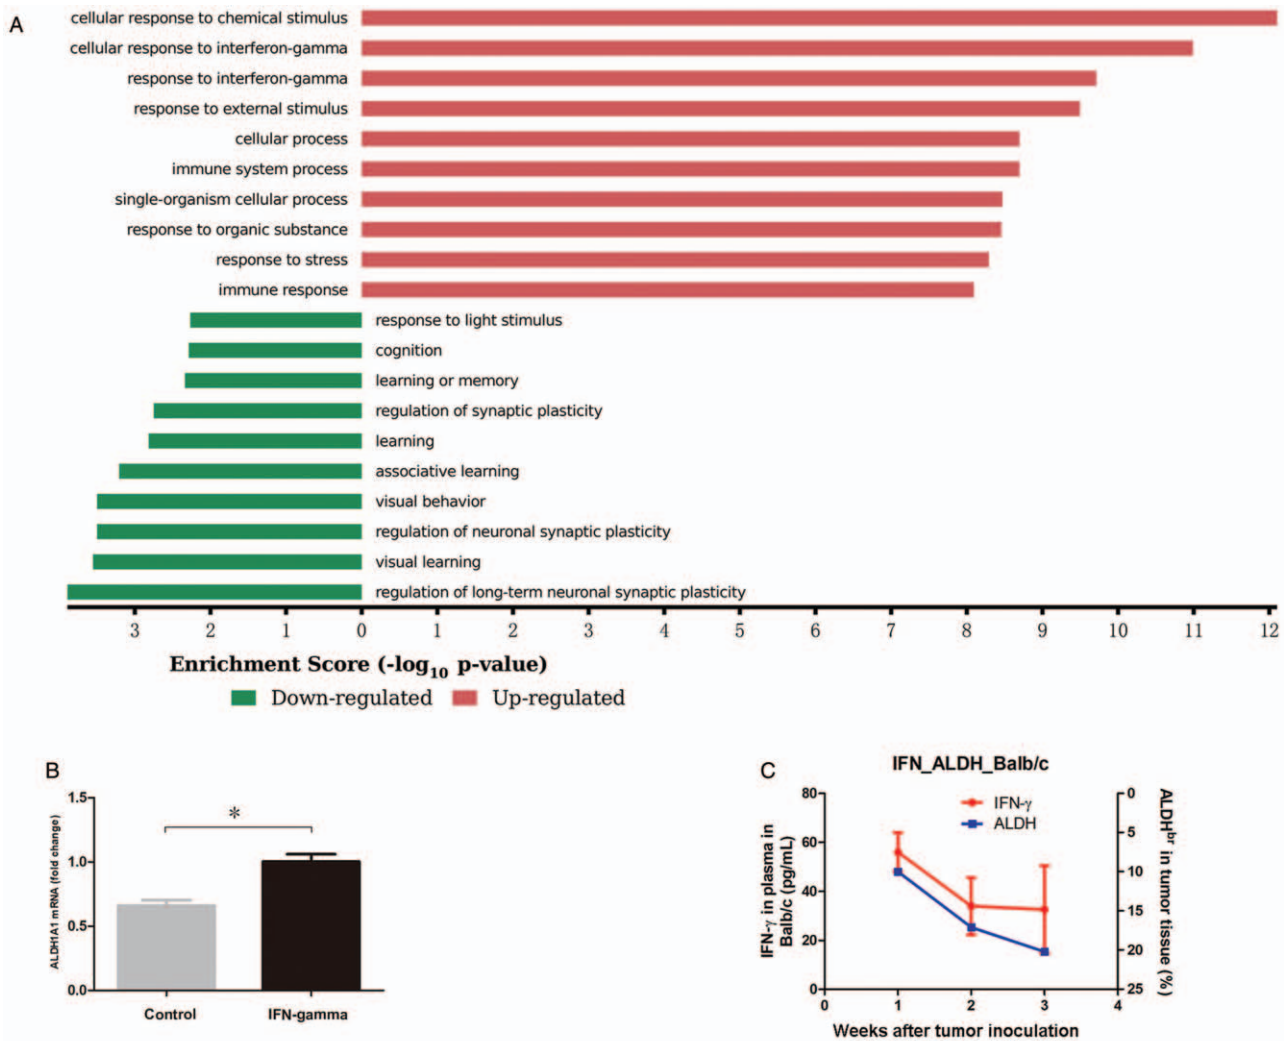 A
cellular response to chemical stimulus
cellular response to interferon-gamma
response to interferon-gamma
response to external stimulus
cellular process
immune system process
single-organism cellular process
response to organic substance
response to stress
immune response
response to light stimulus
cognition
learning or memory
regulation of synaptic plasticity
learning
associative learning
visual behavior
regulation of neuronal synaptic plasticity
visual learning
regulation of long-term neuronal synaptic plasticity
3 2 1 0 1 2 3 4 5 6 7 8 9 10 11 12
Enrichment Score (-log10 p-value)
Down-regulated Up-regulated
B
ALDH1A1 mRNA (fold change)
1.5
1.0
0.5
0.0
*
Control IFN-gamma
C
IFN_ALDH_Balb/c
IFN-γ in plasma in
Balb/c (pg/mL)
80
60
40
20
0
IFN-γ
ALDH
0
5
10
15
20
25
ALDHbr in tumor tissue (%)
0 1 2 3 4
Weeks after tumor inoculation